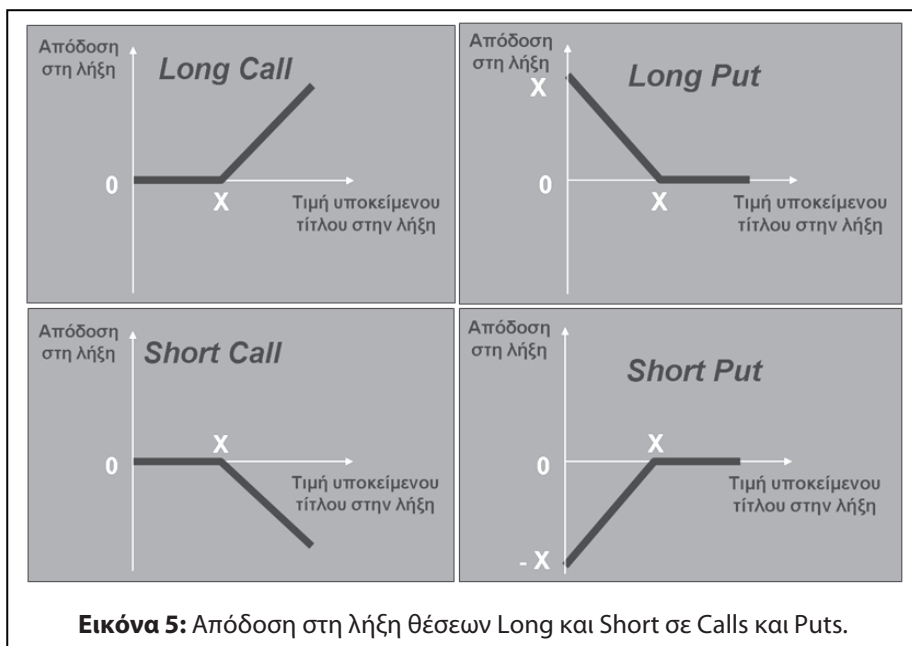 Απόδοση
στη λήξη
Long Call
0
X
Τιμή υποκείμενου
τίτλου στην λήξη
Απόδοση
στη λήξη
Long Put
X
0
X
Τιμή υποκείμενου
τίτλου στην λήξη
Απόδοση
στη λήξη
Short Call
X
0
Τιμή υποκείμενου
τίτλου στην λήξη
Απόδοση
στη λήξη
Short Put
X
0
Τιμή υποκείμενου
τίτλου στην λήξη
- X
Εικόνα 5: Απόδοση στη λήξη θέσεων Long και Short σε Calls και Puts.